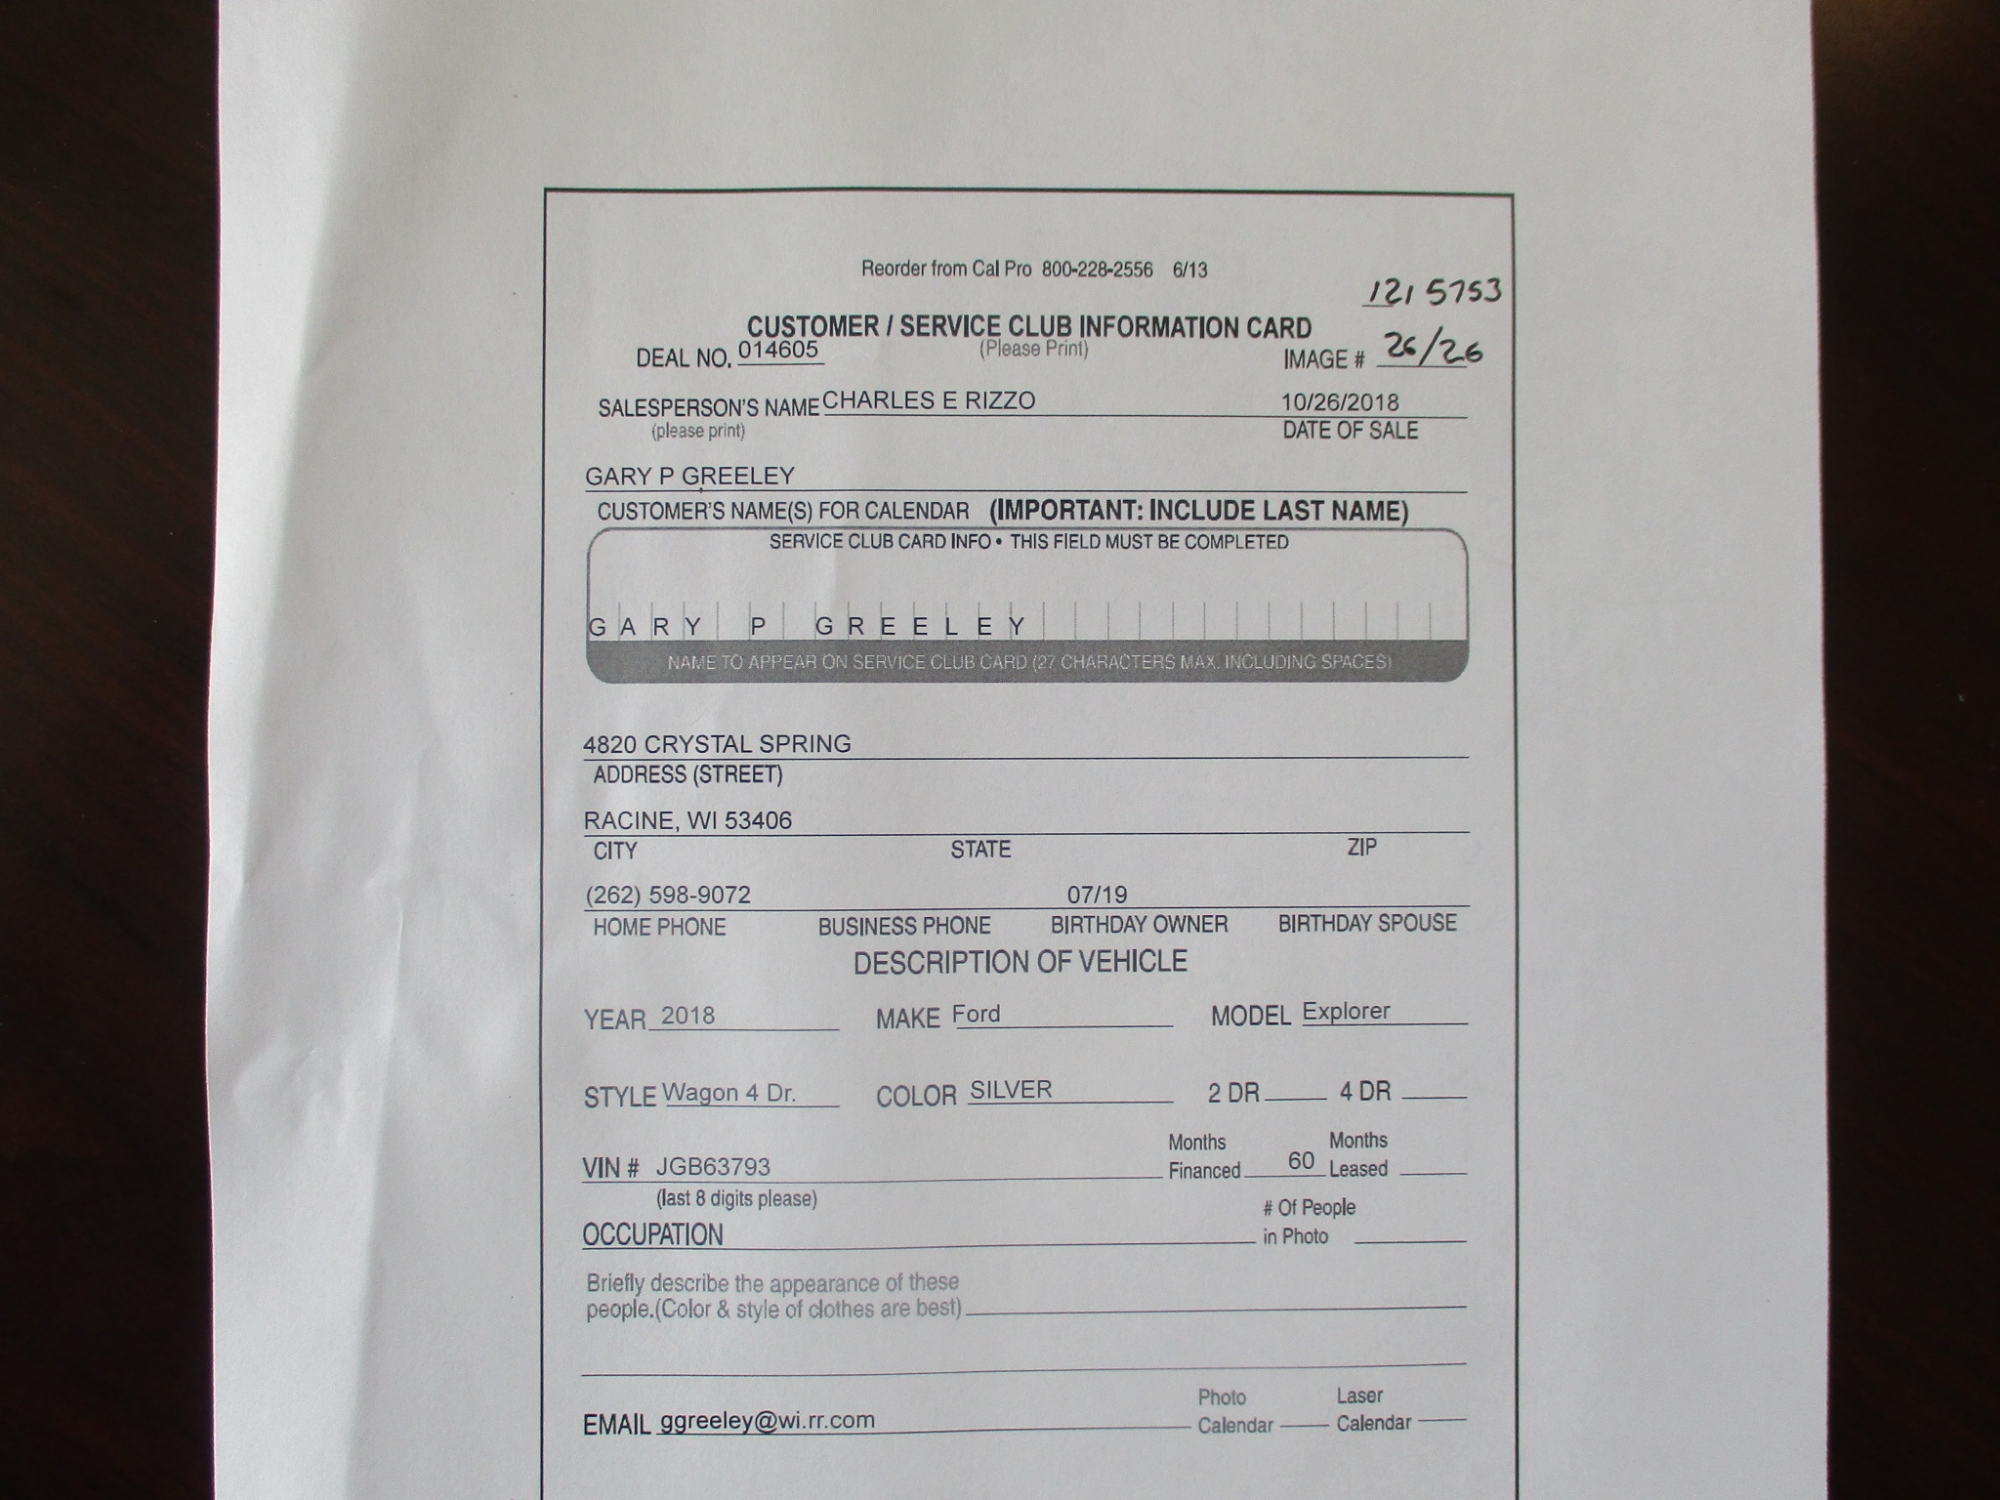 Reorder from Cal Pro 800-228-2556 6/13
1215753
CUSTOMER / SERVICE CLUB INFORMATION CARD
DEAL NO. 014605 (Please Print) IMAGE # 26/26
SALESPERSON'S NAME CHARLES E RIZZO 10/26/2018
(please print) DATE OF SALE
GARY P GREELEY
CUSTOMER'S NAME(S) FOR CALENDAR (IMPORTANT: INCLUDE LAST NAME)
SERVICE CLUB CARD INFO • THIS FIELD MUST BE COMPLETED
G A R Y P G R E E L E Y
NAME TO APPEAR ON SERVICE CLUB CARD (27 CHARACTERS MAX. INCLUDING SPACES)
4820 CRYSTAL SPRING
ADDRESS (STREET)
RACINE, WI 53406
CITY STATE ZIP
(262) 598-9072 07/19
HOME PHONE BUSINESS PHONE BIRTHDAY OWNER BIRTHDAY SPOUSE
DESCRIPTION OF VEHICLE
YEAR 2018 MAKE Ford MODEL Explorer
STYLE Wagon 4 Dr. COLOR SILVER 2 DR 4 DR
Months Months
VIN # JGB63793 Financed 60 Leased
(last 8 digits please)
# Of People
OCCUPATION in Photo
Briefly describe the appearance of these
people.(Color & style of clothes are best)
Photo Laser
EMAIL ggreeley@wi.rr.com Calendar Calendar